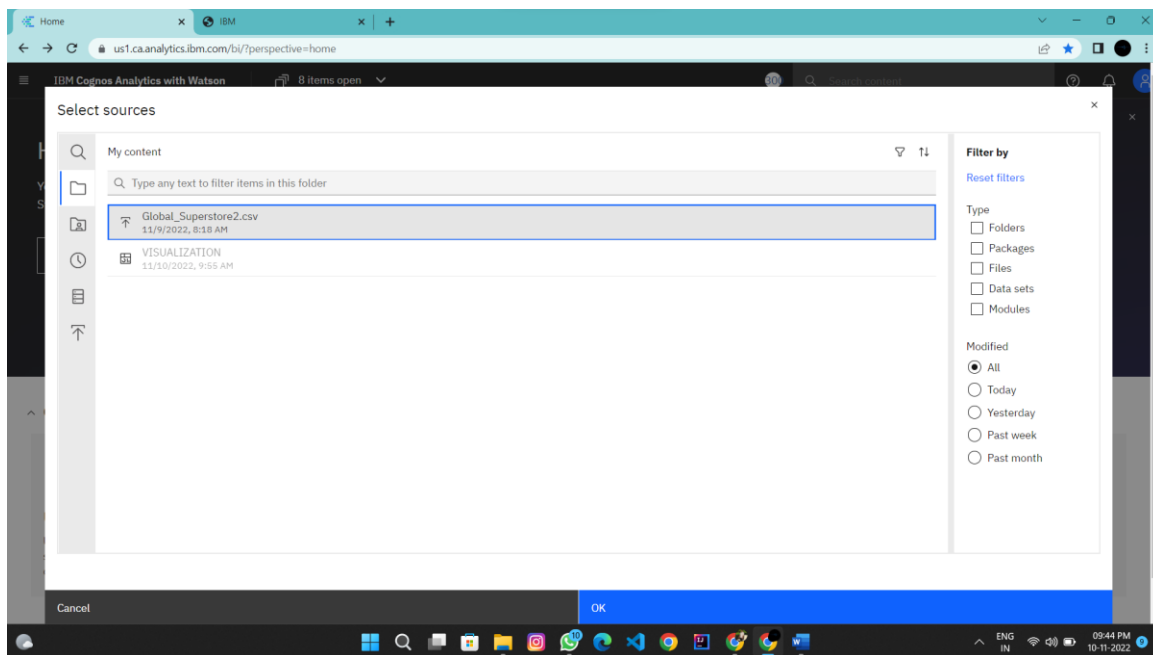 Home
IBM
us1.ca.analytics.ibm.com/bi/?perspective=home
IBM Cognos Analytics with Watson
8 items open
Search content
Select sources
My content
Type any text to filter items in this folder
Global_Superstore2.csv
11/9/2022, 8:18 AM
VISUALIZATION
11/10/2022, 9:55 AM
Filter by
Reset filters
Type
Folders
Packages
Files
Data sets
Modules
Modified
All
Today
Yesterday
Past week
Past month
Cancel
OK
10
ENG
IN
09:44 PM
10-11-2022